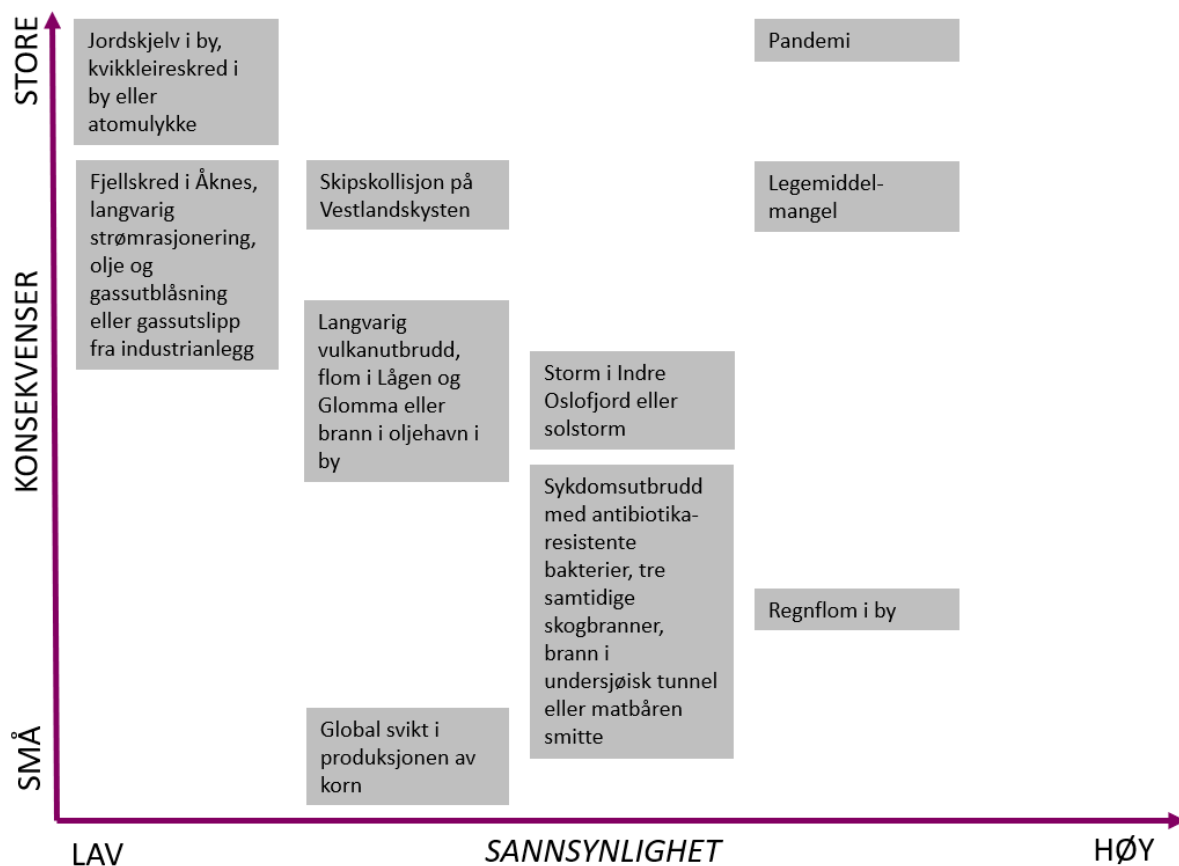 STORE
KONSEKVENSER
SMÅ
Jordskjelv i by,
kvikkleireskred i
by eller
atomulykke
Fjellskred i Åknes,
langvarig
strømrasjonering,
olje og
gassutblåsning
eller gassutslipp
fra industrianlegg
Skipskollisjon på
Vestlandskysten
Langvarig
vulkanutbrudd,
flom i Lågen og
Glomma eller
brann i oljehavn i
by
Global svikt i
produksjonen av
korn
Storm i Indre
Oslofjord eller
solstorm
Sykdomsutbrudd
med antibiotika-
resistente
bakterier, tre
samtidige
skogbranner,
brann i
undersjøisk tunnel
eller matbåren
smitte
Pandemi
Legemiddel-
mangel
Regnflom i by
LAV
SANNSYNLIGHET
HØY